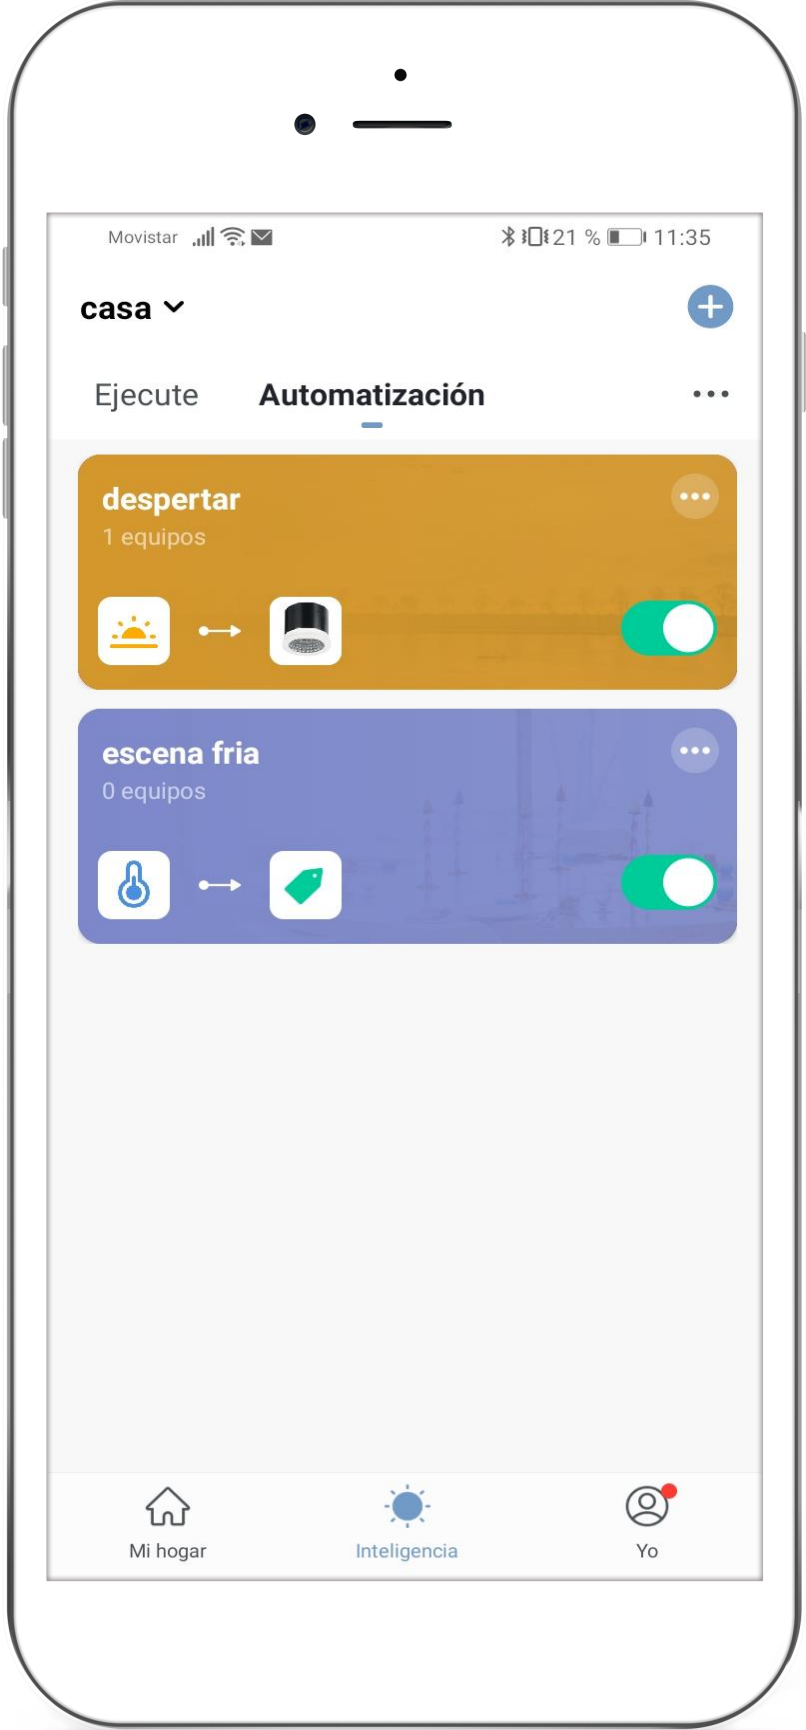 Movistar 21 % 11:35
casa
Ejecute Automatización
despertar
1 equipos
escena fria
0 equipos
Mi hogar Inteligencia Yo